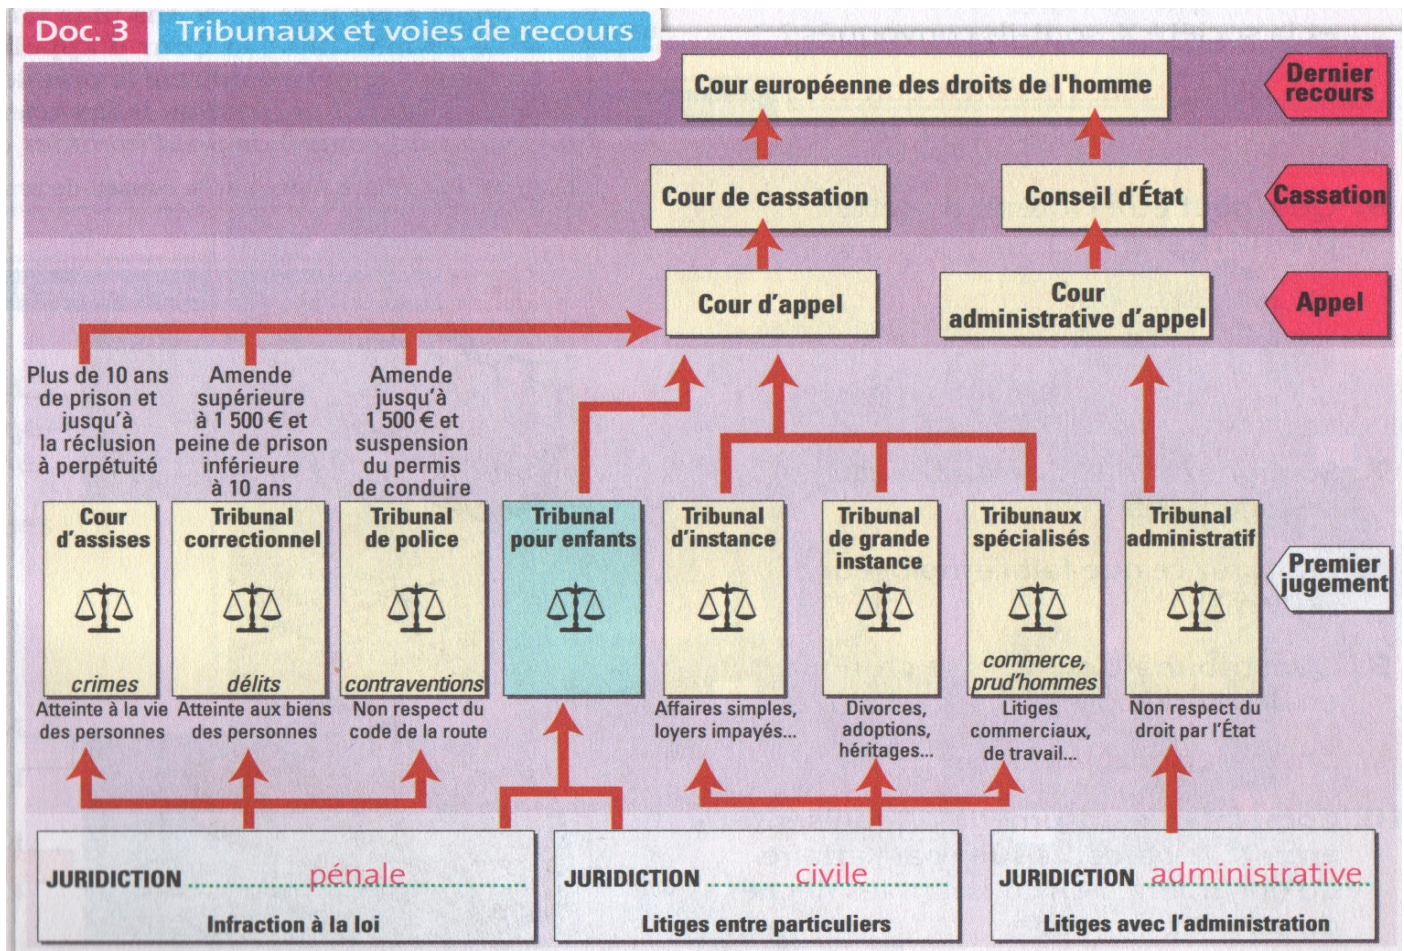 Doc. 3 Tribunaux et voies de recours
Cour européenne des droits de l'homme
Dernier
recours
Cour de cassation
Conseil d'État
Cassation
Cour d'appel
Cour
administrative d'appel
Appel
Plus de 10 ans
de prison et
jusqu'à
la réclusion
à perpétuité
Amende
supérieure
à 1 500 € et
peine de prison
inférieure
à 10 ans
Amende
jusqu'à
1 500 € et
suspension
du permis
de conduire
Cour
d'assises
crimes
Atteinte à la vie
des personnes
Tribunal
correctionnel
délits
Atteinte aux biens
des personnes
Tribunal
de police
contraventions
Non respect du
code de la route
Tribunal
pour enfants
Tribunal
d'instance
Affaires simples,
loyers impayés...
Tribunal
de grande
instance
Divorces,
adoptions,
héritages...
Tribunaux
spécialisés
commerce,
prud'hommes
Litiges
commerciaux,
de travail...
Tribunal
administratif
Non respect du
droit par l'État
Premier
jugement
JURIDICTION pénale
Infraction à la loi
JURIDICTION civile
Litiges entre particuliers
JURIDICTION administrative
Litiges avec l'administration